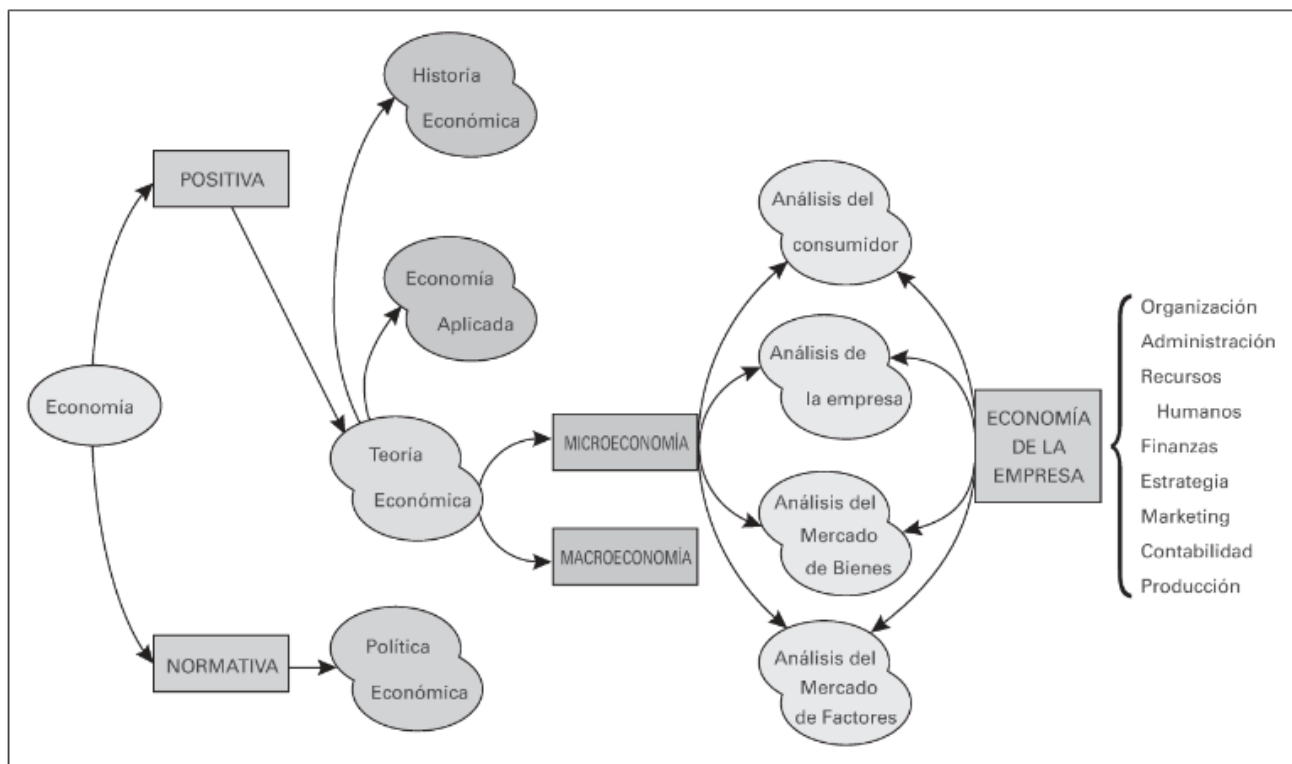 Historia
Económica
POSITIVA
Análisis del
consumidor
Economía
Aplicada
Organización
Administración
Recursos
Humanos
Finanzas
Estrategia
Marketing
Contabilidad
Producción
Análisis de
la empresa
Economía
ECONOMÍA
DE LA
EMPRESA
Teoría
Económica
MICROECONOMÍA
MACROECONOMÍA
Análisis del
Mercado
de Bienes
NORMATIVA
Política
Económica
Análisis del
Mercado
de Factores